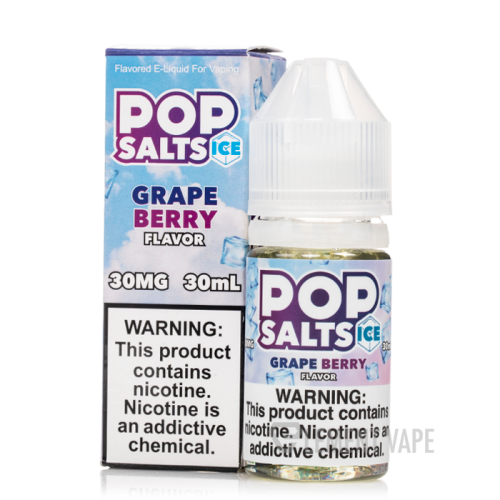 Flavored E-Liquid For Vaping
POP
SALTS ICE
GRAPE
BERRY
FLAVOR
30MG 30mL
WARNING:
This product
contains
nicotine.
Nicotine is
an addictive
chemical.
POP
SALTS ICE
GRAPE BERRY
FLAVOR
WARNING:
This product contains
nicotine. Nicotine is an
addictive chemical.
ELEMENT VAPE